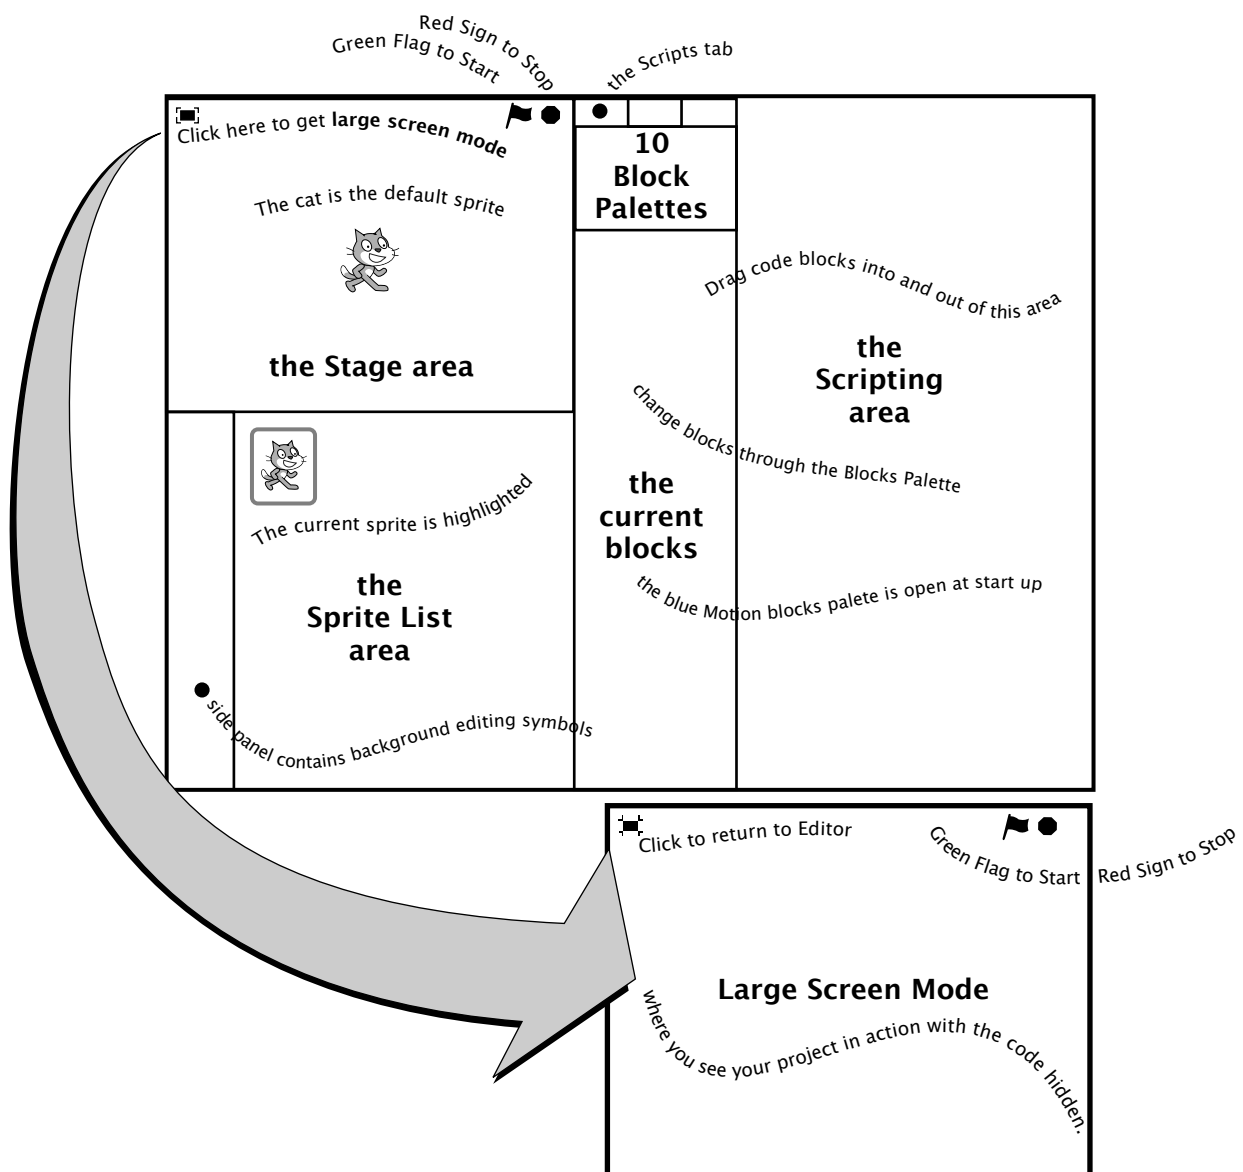 Red Sign to Stop
Green Flag to Start
the Scripts tab
Click here to get large screen mode
The cat is the default sprite
the Stage area
10
Block
Palettes
Drag code blocks into and out of this area
the
Scripting
area
change blocks through the Blocks Palette
the
current
blocks
the blue Motion blocks palete is open at start up
The current sprite is highlighted
the
Sprite List
area
side panel contains background editing symbols
Click to return to Editor
Green Flag to Start
Red Sign to Stop
Large Screen Mode
where you see your project in action with the code hidden.